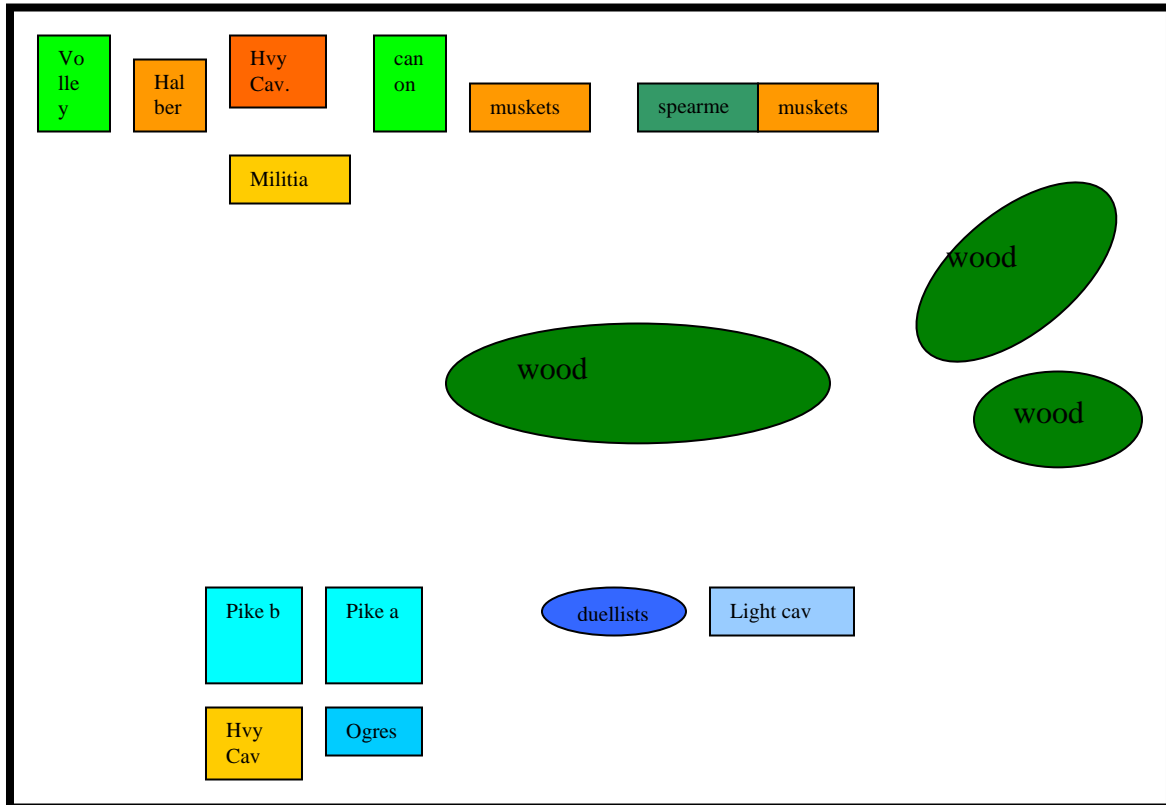 Vo
lle
y
Hal
ber
Hvy
Cav.
can
on
muskets
spearme
muskets
Militia
wood
wood
wood
Pike b
Pike a
duellists
Light cav
Hvy
Cav
Ogres